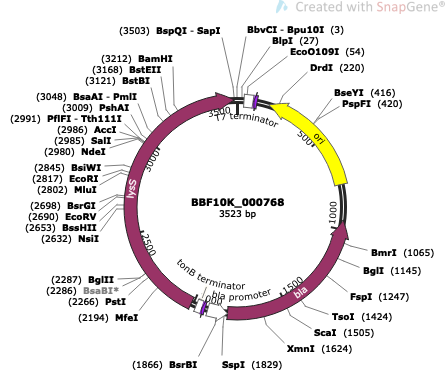 Created with SnapGene®
(3503) BspQI - SapI
BbvCI - Bpu10I (3)
BlpI (27)
EcoO109I (54)
DrdI (220)
BseYI (416)
PspFI (420)
(3212) BamHI
(3168) BstEII
(3121) BstBI
(3048) BsaAI - PmlI
(3009) PshAI
(2991) PflFI - Tth111I
(2986) AccI
(2985) SalI
(2980) NdeI
(2845) BsiWI
(2817) EcoRI
(2802) MluI
(2698) BsrGI
(2690) EcoRV
(2653) BssHII
(2632) NsiI
(2287) BglII
(2286) BsaBI*
(2266) PstI
(2194) MfeI
(1866) BsrBI
SspI (1829)
XmnI (1624)
ScaI (1505)
TsoI (1424)
FspI (1247)
BglI (1145)
BmrI (1065)
T7 terminator
ori
lysS
bla
tonB terminator
bla promoter
500
1000
1500
2500
3000
3500
BBF10K_000768
3523 bp